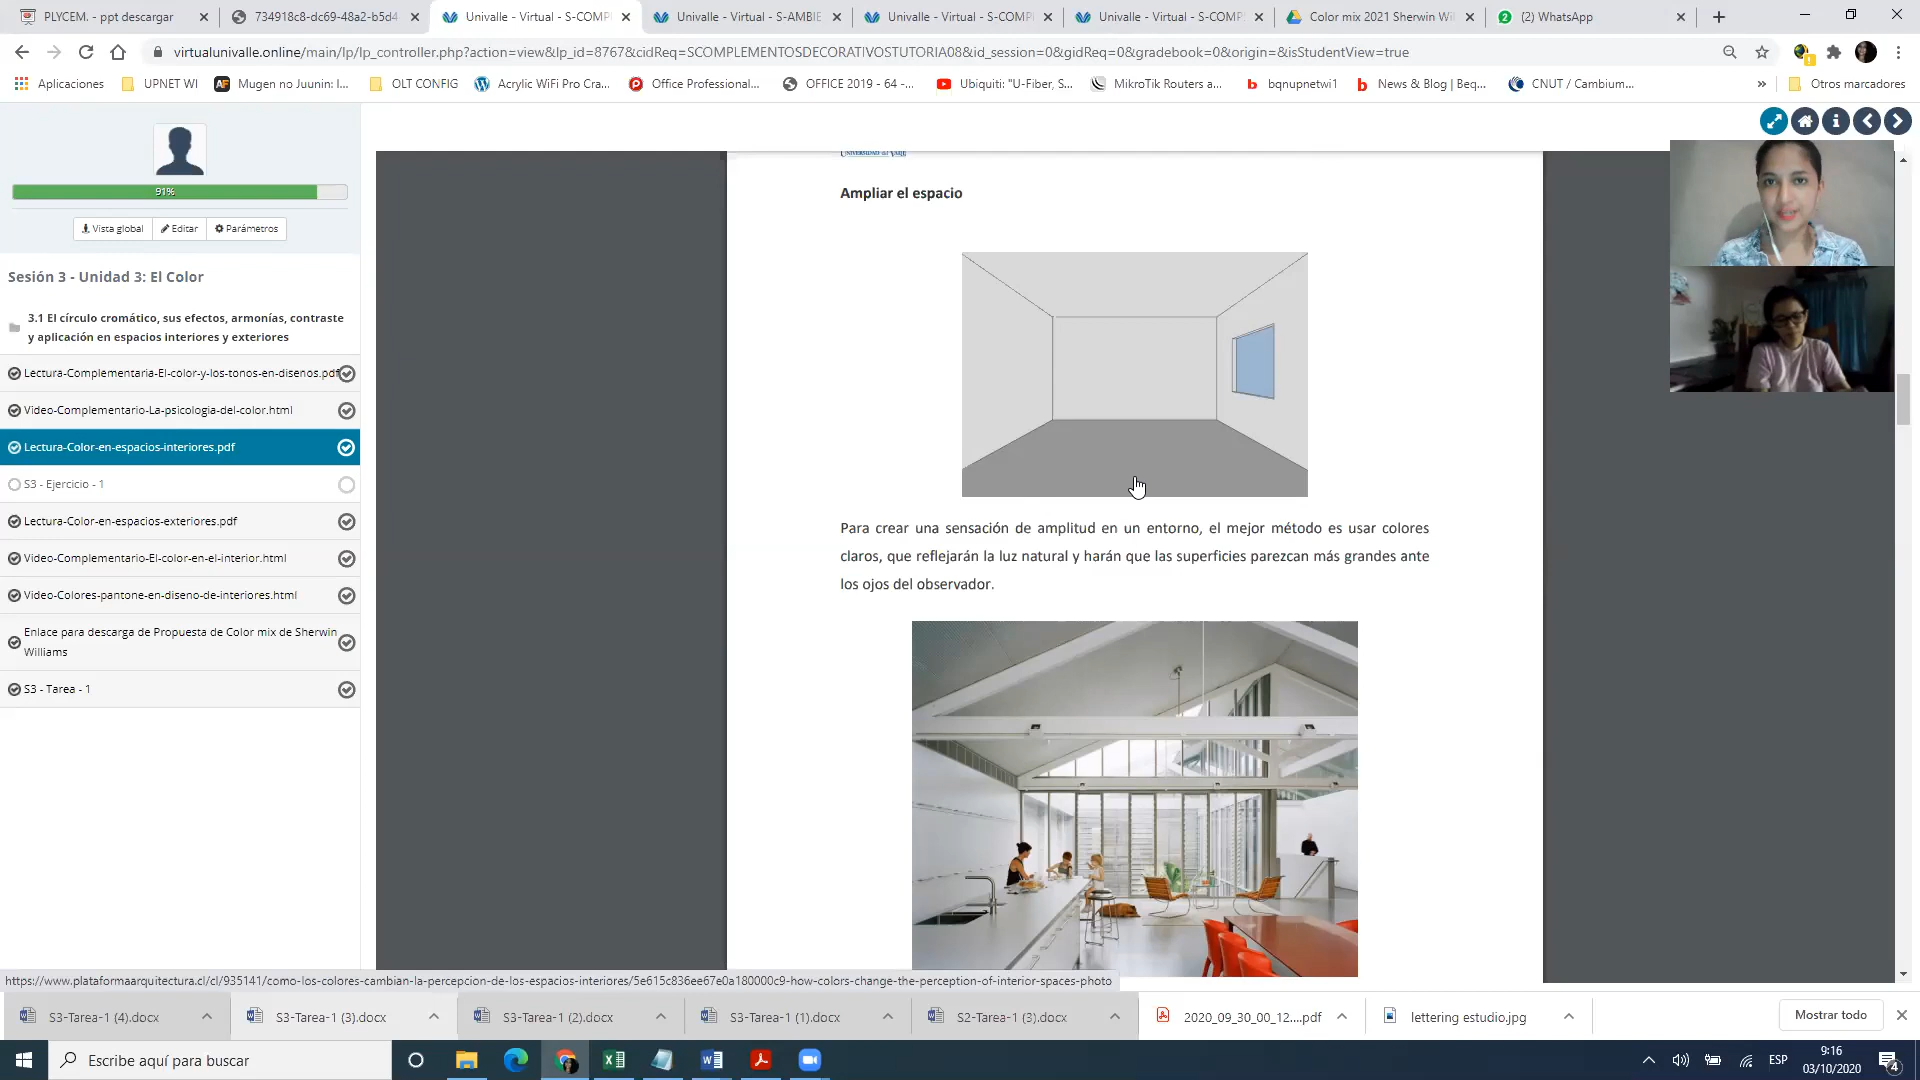 PLYCEM. - ppt descargar
734918c8-dc69-48a2-b5d4
Univalle - Virtual - S-COMPL
Univalle - Virtual - S-AMBIE
Univalle - Virtual - S-COMP
Univalle - Virtual - S-COMP
Color mix 2021 Sherwin Wi
(2) WhatsApp
virtualunivalle.online/main/lp/lp_controller.php?action=view&lp_id=8767&cidReq=SCOMPLEMENTOSDECORATIVOSTUTORIA08&id_session=0&gidReq=0&gradebook=0&origin=&isStudentView=true
Aplicaciones
UPNET WI
Mugen no Juunin: I...
OLT CONFIG
Acrylic WiFi Pro Cra...
Office Professional...
OFFICE 2019 - 64 -...
Ubiquiti: "U-Fiber, S...
MikroTik Routers a...
bqnupnetwi1
News & Blog | Beq...
CNUT / Cambium...
»
Otros marcadores
91%
Vista global
Editar
Parámetros
Sesión 3 - Unidad 3: El Color
3.1 El círculo cromático, sus efectos, armonías, contraste
y aplicación en espacios interiores y exteriores
Lectura-Complementaria-El-color-y-los-tonos-en-disenos.pdf
Video-Complementario-La-psicologia-del-color.html
Lectura-Color-en-espacios-interiores.pdf
S3 - Ejercicio - 1
Lectura-Color-en-espacios-exteriores.pdf
Video-Complementario-El-color-en-el-interior.html
Video-Colores-pantone-en-diseno-de-interiores.html
Enlace para descarga de Propuesta de Color mix de Sherwin
Williams
S3 - Tarea - 1
UNIVERSIDAD del VALLE
Ampliar el espacio
Para crear una sensación de amplitud en un entorno, el mejor método es usar colores
claros, que reflejarán la luz natural y harán que las superficies parezcan más grandes ante
los ojos del observador.
https://www.plataformaarquitectura.cl/cl/935141/como-los-colores-cambian-la-percepcion-de-los-espacios-interiores/5e615c836ee67e0a180000c9-how-colors-change-the-perception-of-interior-spaces-photo
S3-Tarea-1 (4).docx
S3-Tarea-1 (3).docx
S3-Tarea-1 (2).docx
S3-Tarea-1 (1).docx
S2-Tarea-1 (3).docx
2020_09_30_00_12....pdf
lettering estudio.jpg
Mostrar todo
Escribe aquí para buscar
ESP
9:16
03/10/2020
4